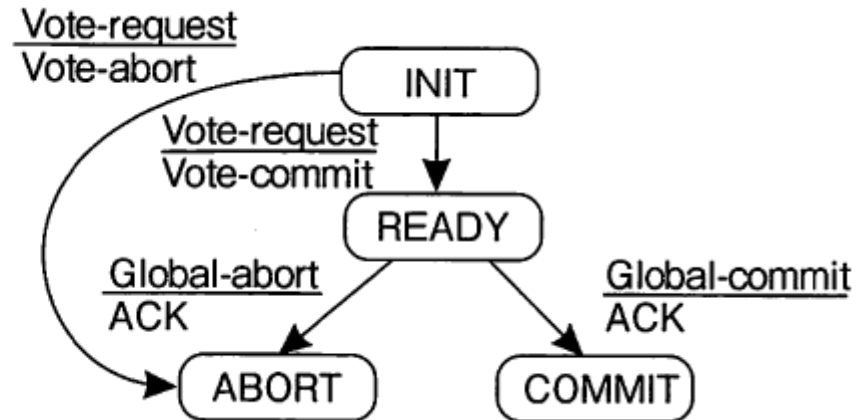 Vote-request
Vote-abort
INIT
Vote-request
Vote-commit
READY
Global-abort
ACK
Global-commit
ACK
ABORT
COMMIT